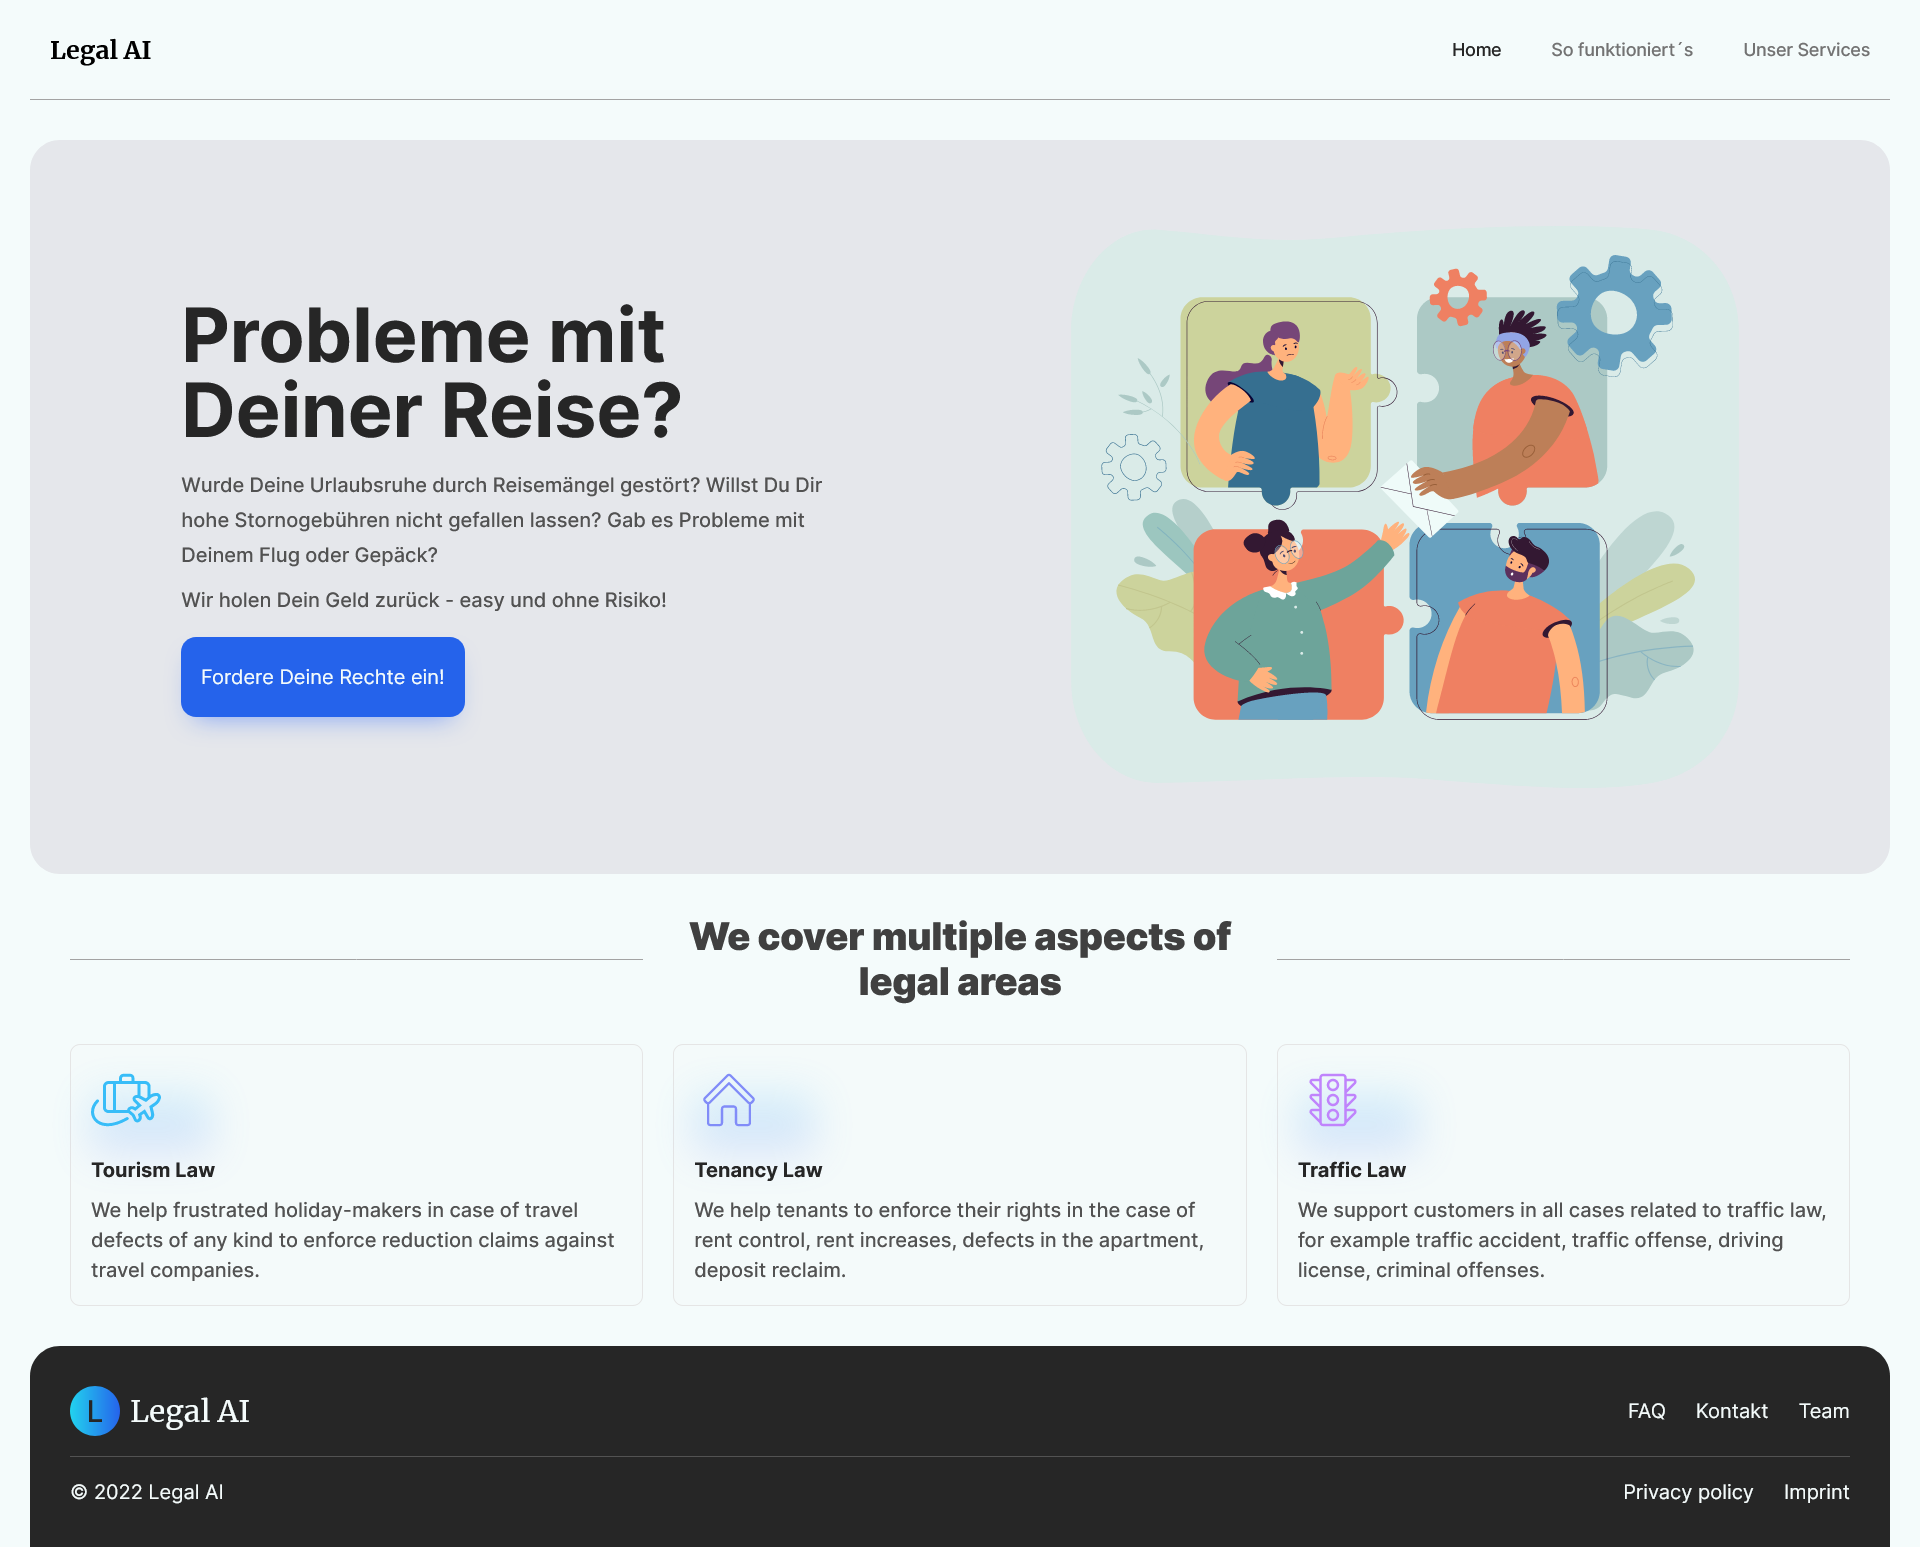 Legal AI
Home
So funktioniert´s
Unser Services
Probleme mit
Deiner Reise?
Wurde Deine Urlaubsruhe durch Reisemängel gestört? Willst Du Dir
hohe Stornogebühren nicht gefallen lassen? Gab es Probleme mit
Deinem Flug oder Gepäck?
Wir holen Dein Geld zurück - easy und ohne Risiko!
Fordere Deine Rechte ein!
We cover multiple aspects of
legal areas
Tourism Law
We help frustrated holiday-makers in case of travel
defects of any kind to enforce reduction claims against
travel companies.
Tenancy Law
We help tenants to enforce their rights in the case of
rent control, rent increases, defects in the apartment,
deposit reclaim.
Traffic Law
We support customers in all cases related to traffic law,
for example traffic accident, traffic offense, driving
license, criminal offenses.
L
Legal AI
FAQ
Kontakt
Team
© 2022 Legal AI
Privacy policy
Imprint